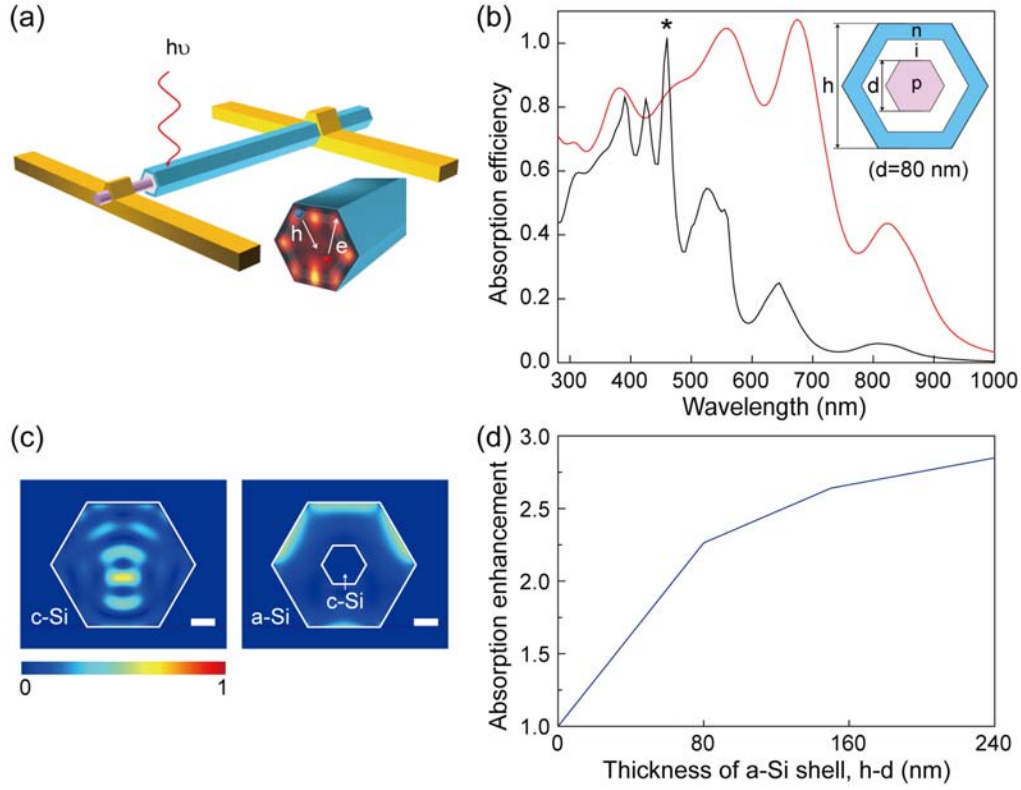 (a)
hυ
h
e
(b)
*
Absorption efficiency
1.0
0.8
0.6
0.4
0.2
0.0
300 400 500 600 700 800 900 1000
Wavelength (nm)
n
i
h d p
(d=80 nm)
(c)
c-Si
a-Si
c-Si
0 1
(d)
Absorption enhancement
3.0
2.5
2.0
1.5
1.0
0 80 160 240
Thickness of a-Si shell, h-d (nm)